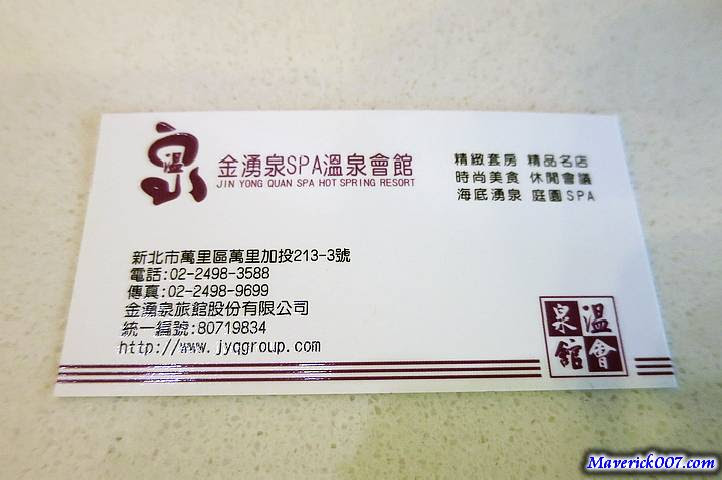 溫
金湧泉SPA溫泉會館
JIN YONG QUAN SPA HOT SPRING RESORT
精緻套房 精品名店
時尚美食 休閒會議
海底湧泉 庭園SPA
新北市萬里區萬里加投213-3號
電話:02-2498-3588
傳真:02-2498-9699
金湧泉旅館股份有限公司
統一編號:80719834
http://www.jyqgroup.com
溫泉
會館
Maverick007.com